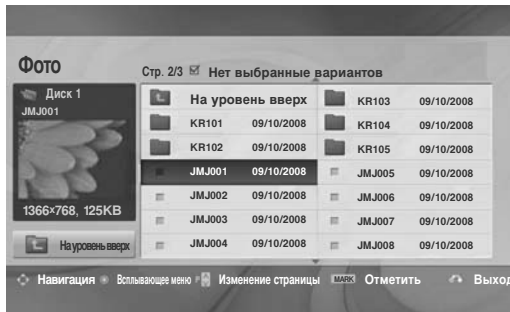 Фото
Стр. 2/3 Нет выбранные вариантов
Диск 1
JMJ001
1366×768, 125KB
На уровень вверх
На уровень вверх
KR101 09/10/2008
KR102 09/10/2008
JMJ001 09/10/2008
JMJ002 09/10/2008
JMJ003 09/10/2008
JMJ004 09/10/2008
KR103 09/10/2008
KR104 09/10/2008
KR105 09/10/2008
JMJ005 09/10/2008
JMJ006 09/10/2008
JMJ007 09/10/2008
JMJ008 09/10/2008
Навигация Всплывающее меню P Изменение страницы MARK Отметить Выход